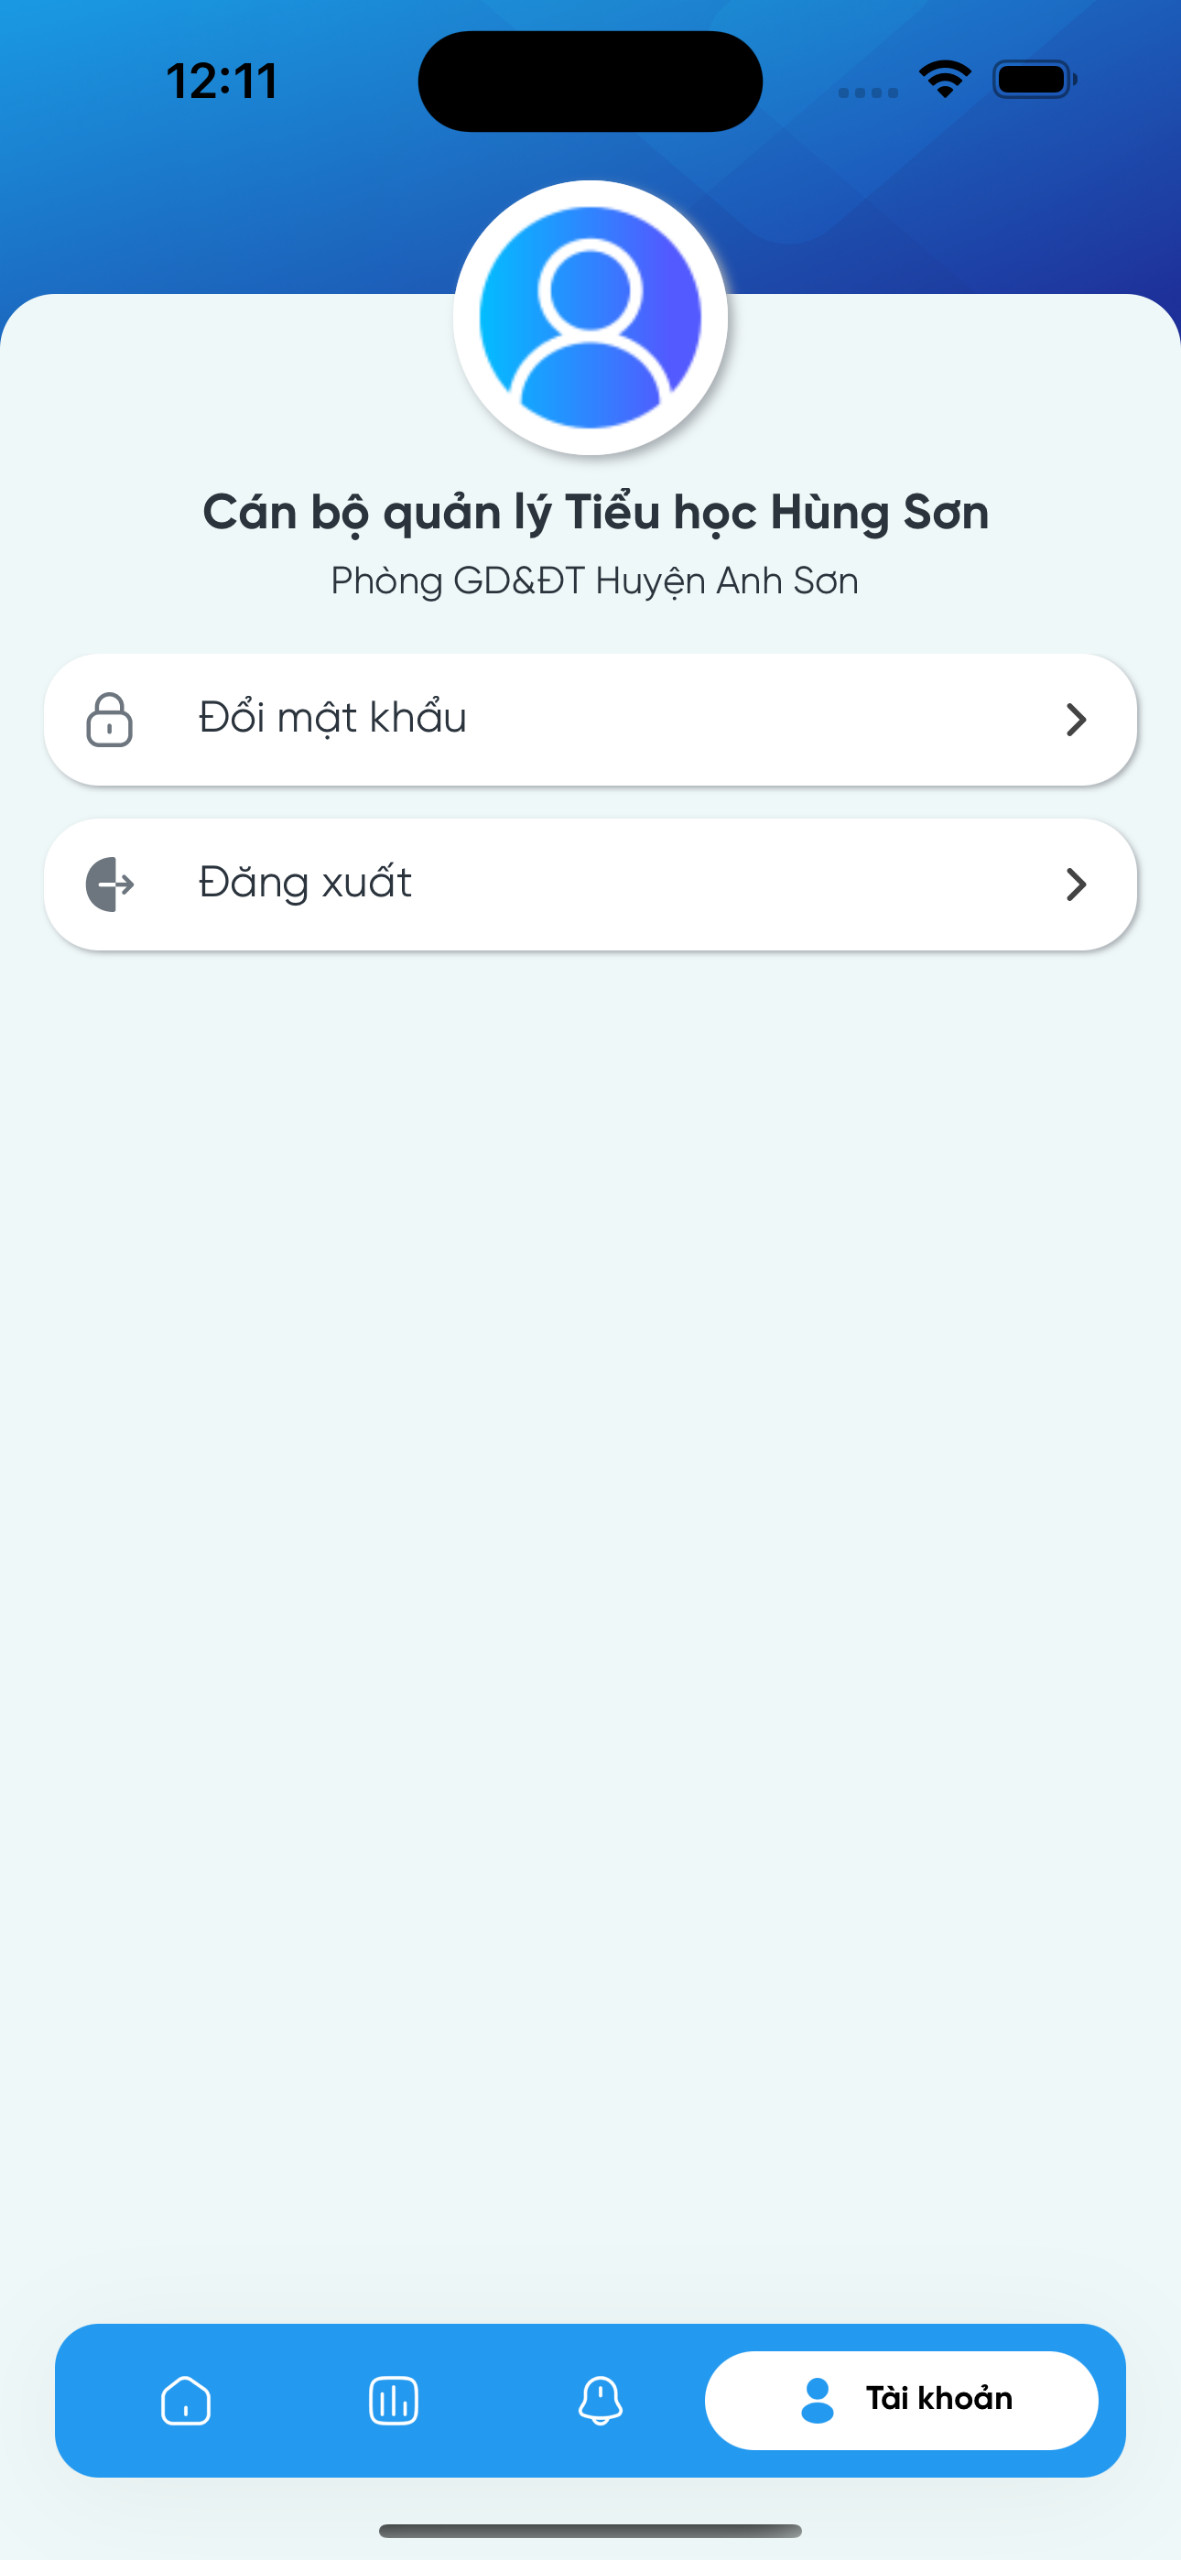 12:11
Cán bộ quản lý Tiểu học Hùng Sơn
Phòng GD&ĐT Huyện Anh Sơn
Đổi mật khẩu
Đăng xuất
Tài khoản